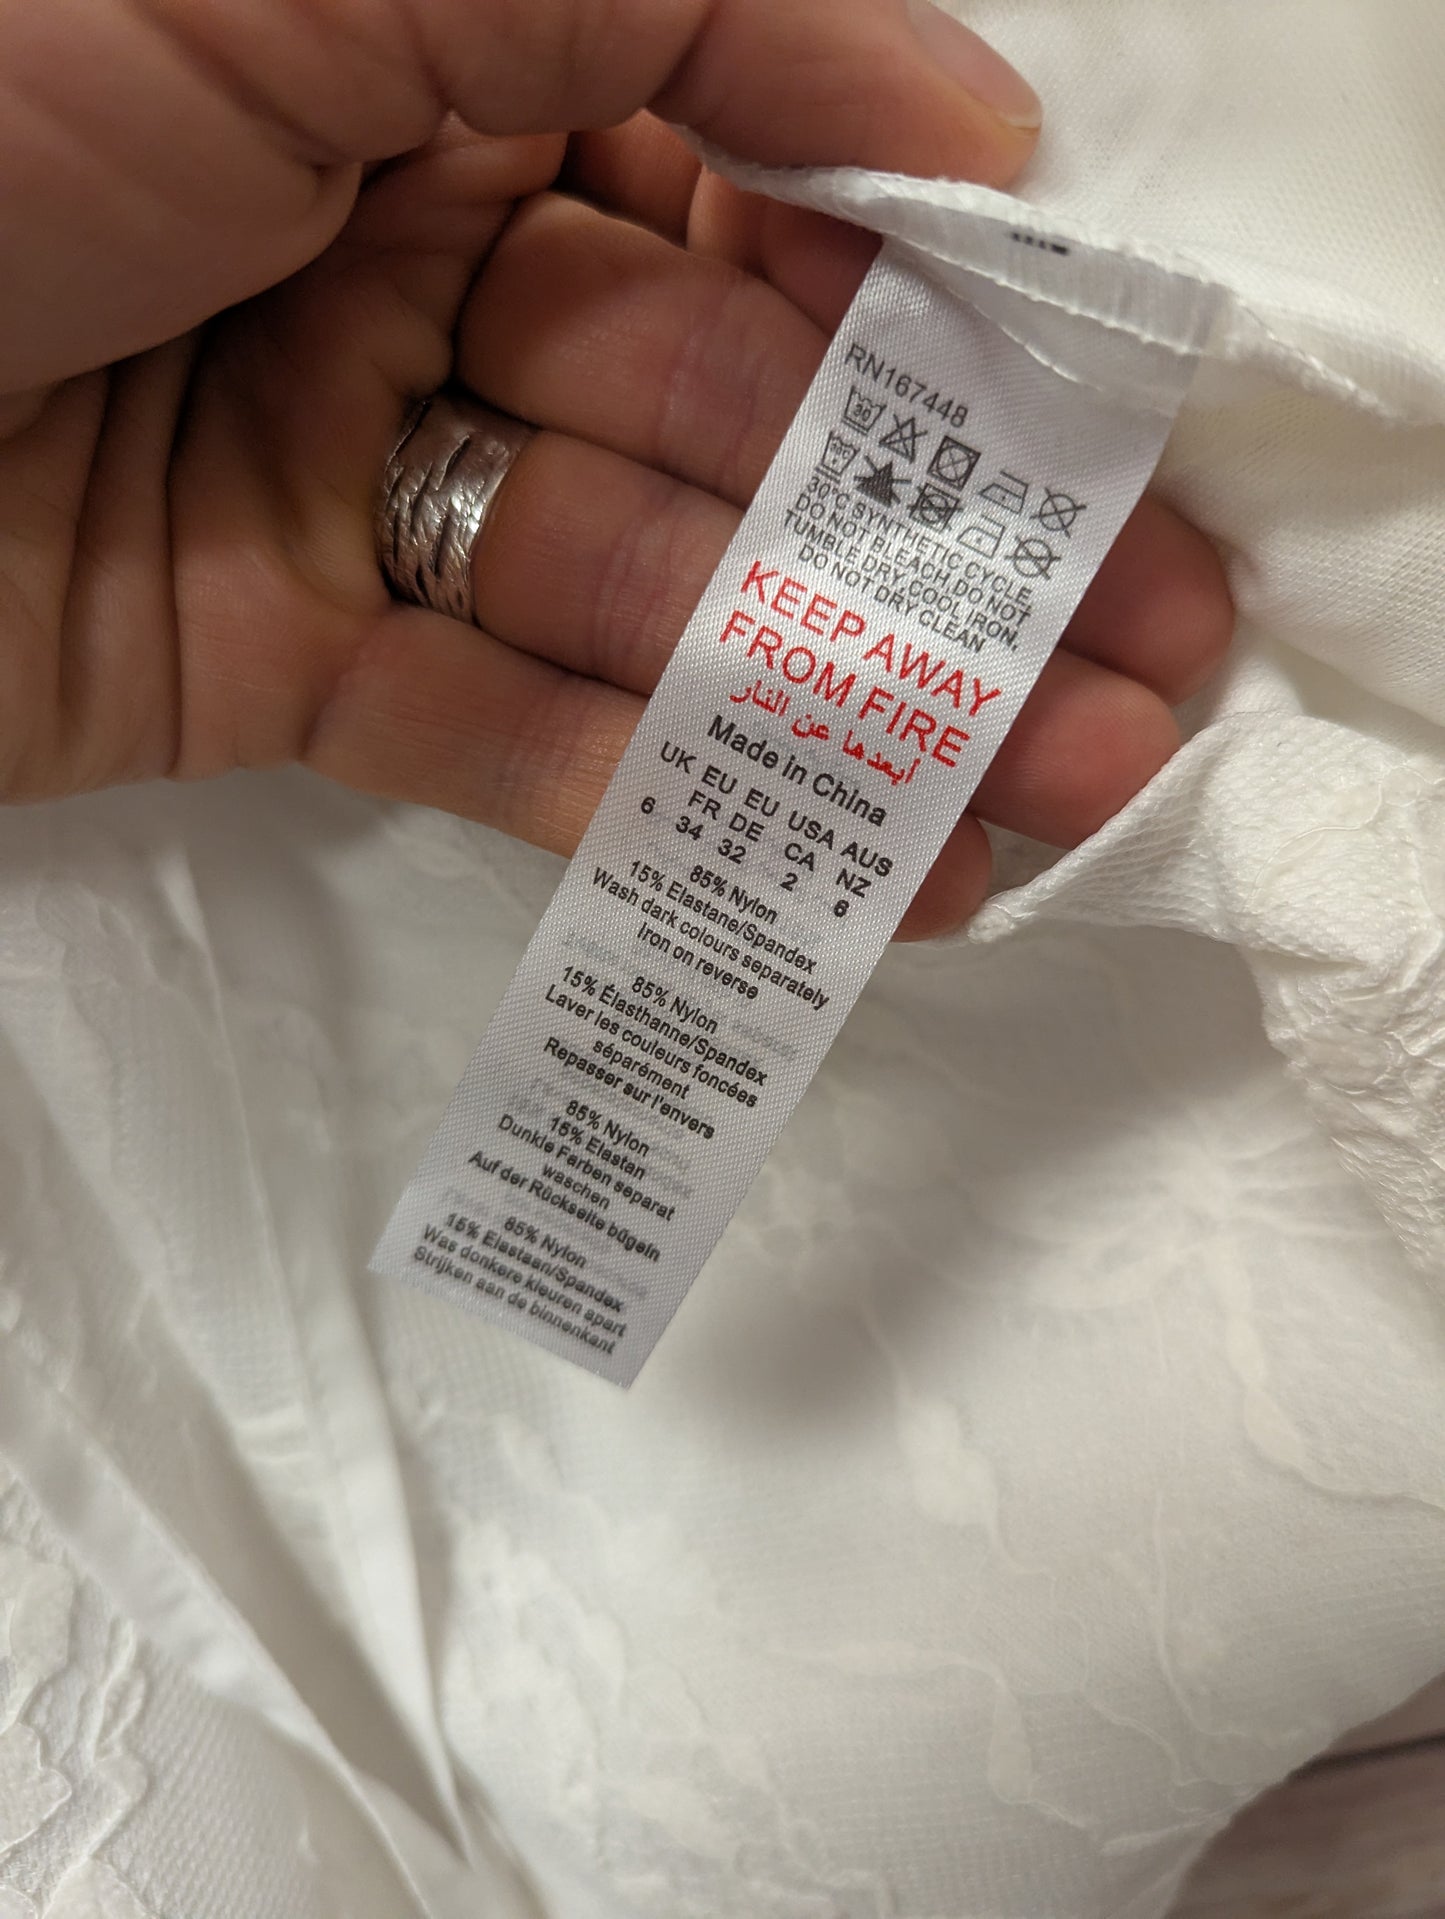 RN167448
30
30
30°C SYNTHETIC CYCLE,
DO NOT BLEACH, DO NOT
TUMBLE DRY, COOL IRON,
DO NOT DRY CLEAN
KEEP AWAY
FROM FIRE
أبعدها عن النار
Made in China
UK EU EU USA AUS
FR DE CA NZ
6 34 32 2 6
85% Nylon
15% Elastane/Spandex
Wash dark colours separately
Iron on reverse
85% Nylon
15% Élasthanne/Spandex
Laver les couleurs foncées
séparément
Repasser sur l'envers
85% Nylon
15% Elastan
Dunkle Farben separat
waschen
Auf der Rückseite bügeln
85% Nylon
15% Elastaan/Spandex
Was donkere kleuren apart
Strijken aan de binnenkant